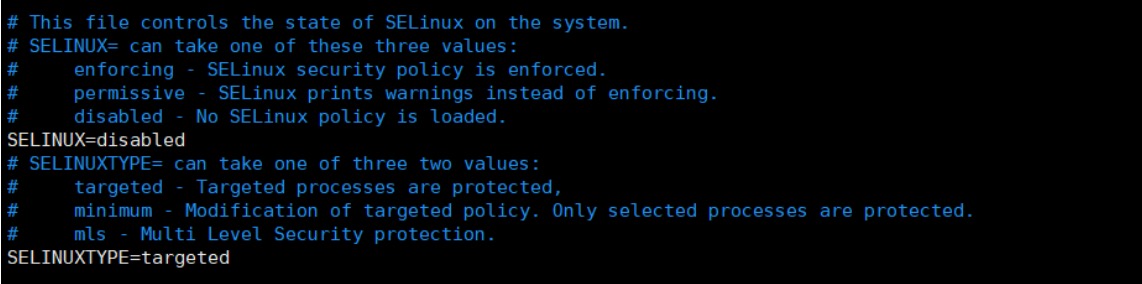 # This file controls the state of SELinux on the system.
# SELINUX= can take one of these three values:
#     enforcing - SELinux security policy is enforced.
#     permissive - SELinux prints warnings instead of enforcing.
#     disabled - No SELinux policy is loaded.
SELINUX=disabled
# SELINUXTYPE= can take one of three two values:
#     targeted - Targeted processes are protected,
#     minimum - Modification of targeted policy. Only selected processes are protected.
#     mls - Multi Level Security protection.
SELINUXTYPE=targeted